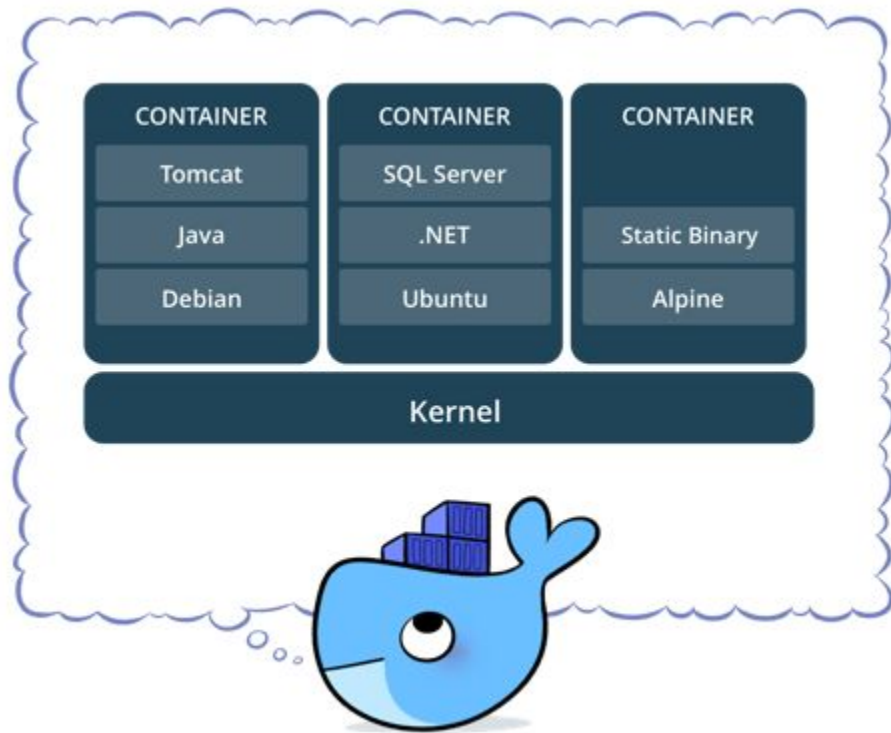 CONTAINER
Tomcat
Java
Debian
CONTAINER
SQL Server
.NET
Ubuntu
CONTAINER
Static Binary
Alpine
Kernel